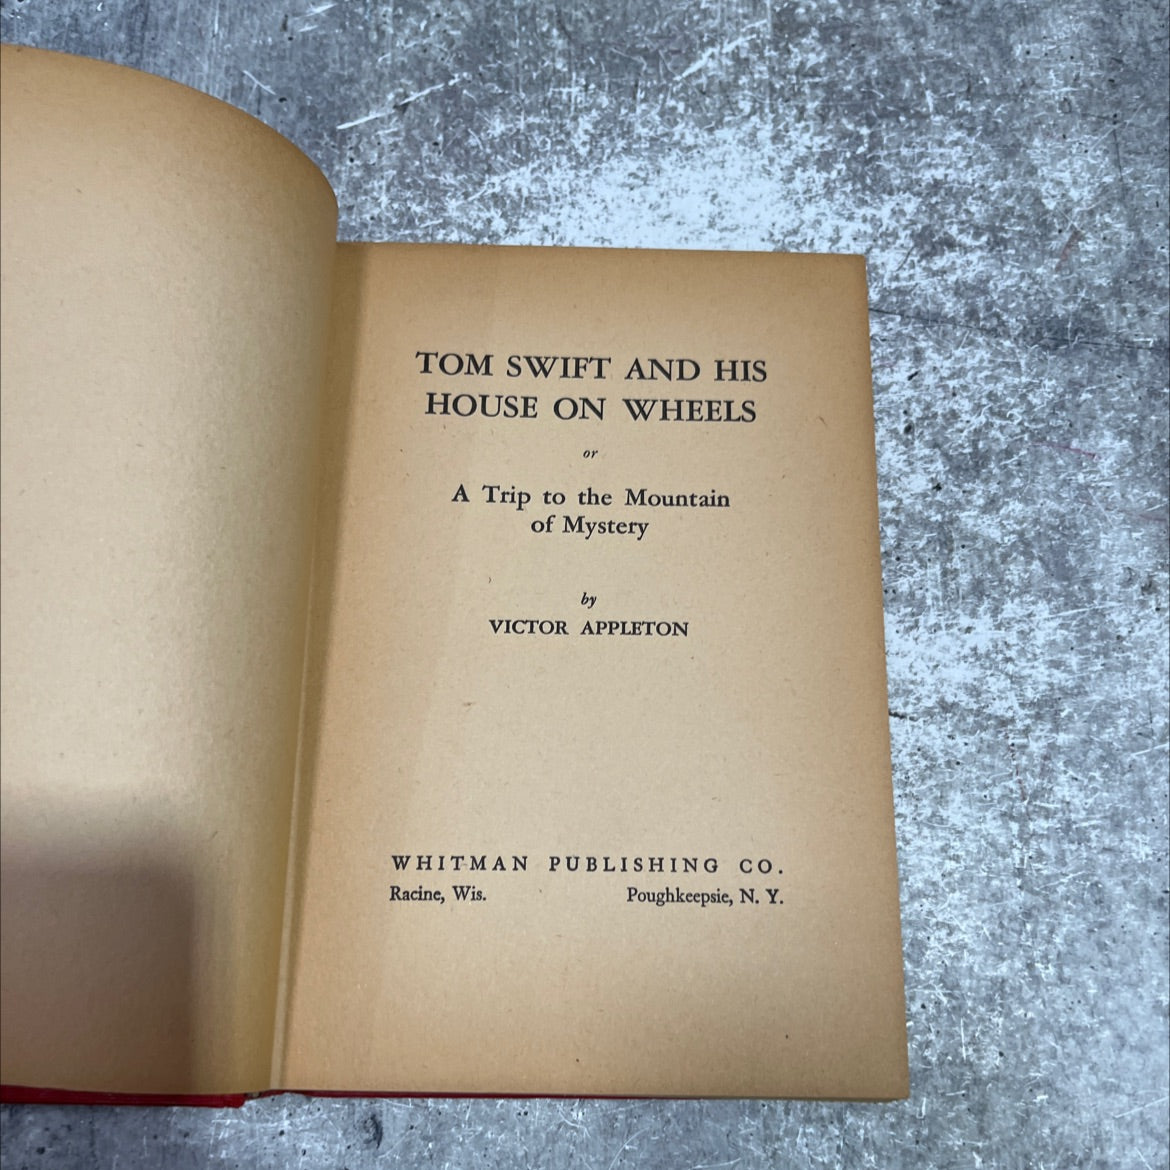 TOM SWIFT AND HIS
HOUSE ON WHEELS
or
A Trip to the Mountain
of Mystery
by
VICTOR APPLETON
WHITMAN PUBLISHING CO.
Racine, Wis. Poughkeepsie, N. Y.